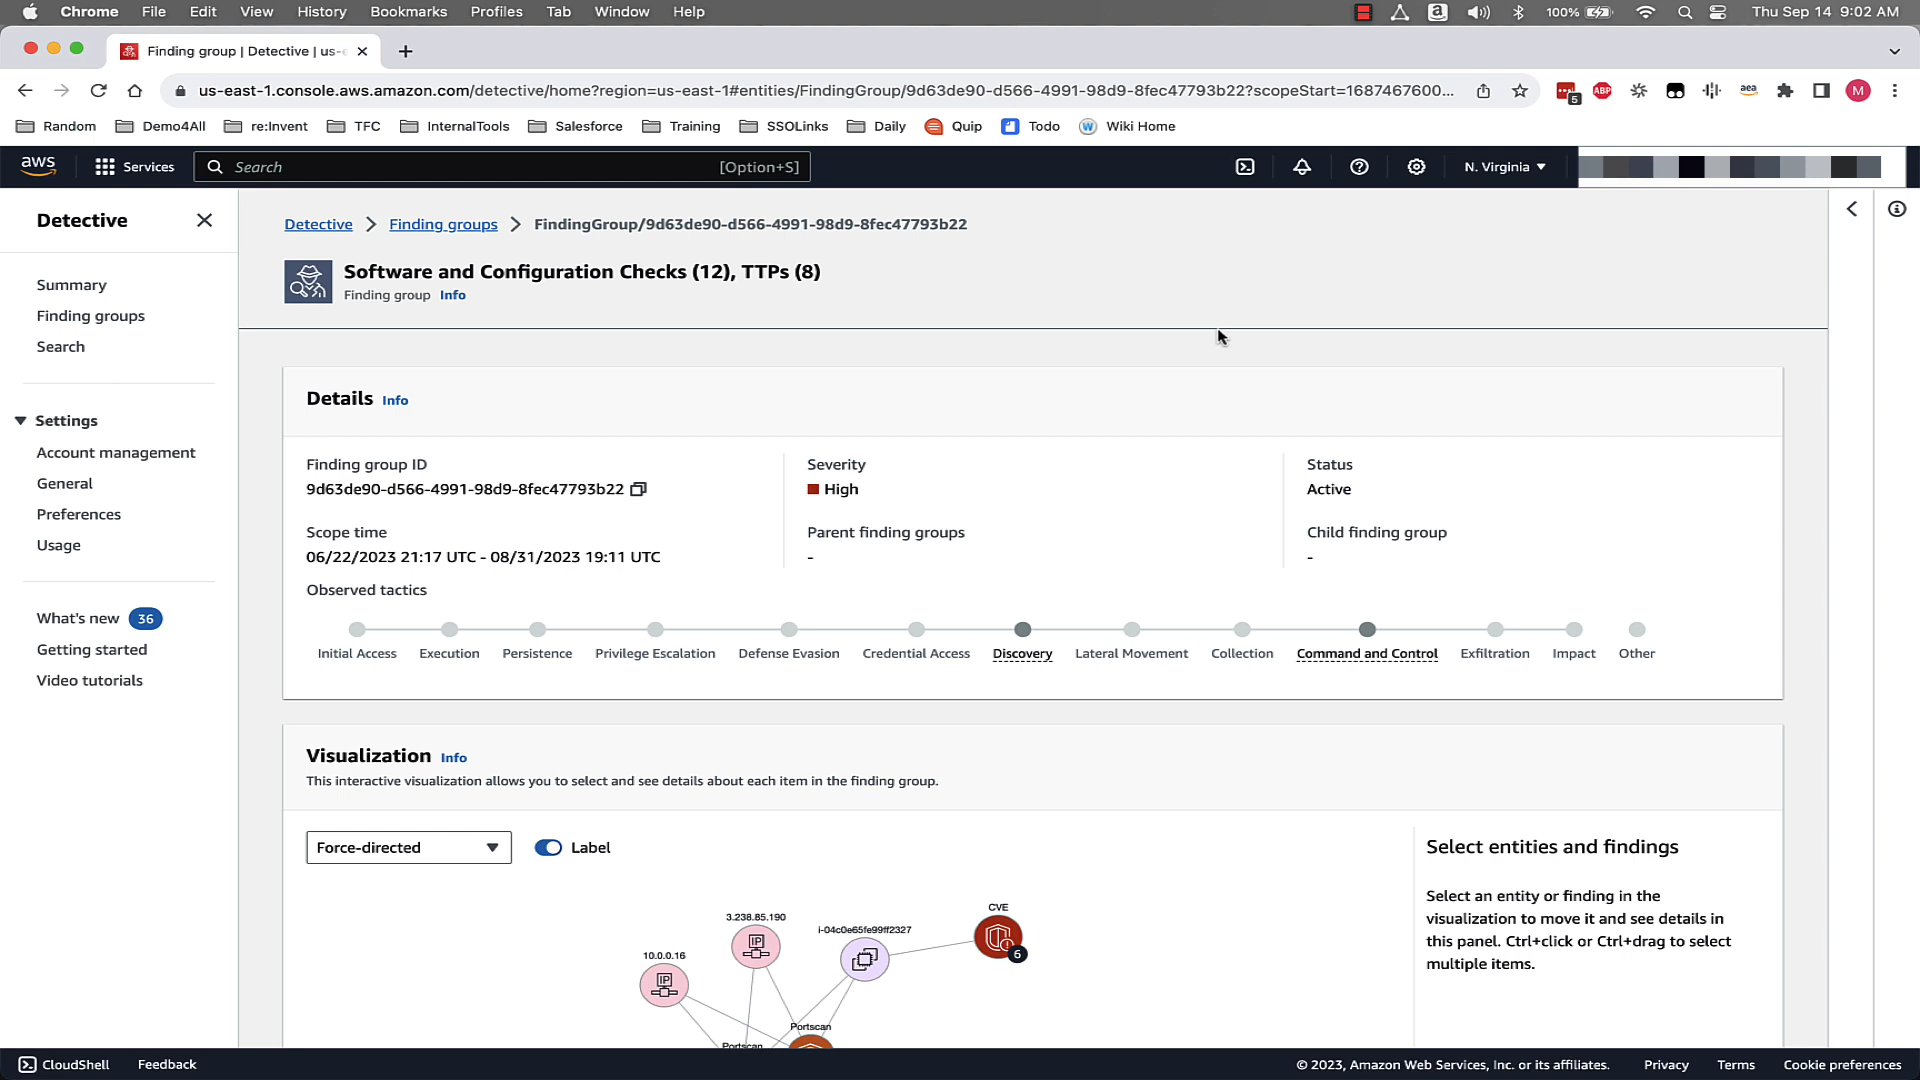 Chrome File Edit View History Bookmarks Profiles Tab Window Help 100% Thu Sep 14 9:02 AM
Finding group | Detective | us-e
us-east-1.console.aws.amazon.com/detective/home?region=us-east-1#entities/FindingGroup/9d63de90-d566-4991-98d9-8fec47793b22?scopeStart=1687467600... 5 ABP aea M
Random Demo4All re:Invent TFC InternalTools Salesforce Training SSOLinks Daily Quip Todo Wiki Home
aws Services Search [Option+S] N. Virginia
Detective
Summary
Finding groups
Search
Settings
Account management
General
Preferences
Usage
What's new 36
Getting started
Video tutorials
Detective Finding groups FindingGroup/9d63de90-d566-4991-98d9-8fec47793b22
Software and Configuration Checks (12), TTPs (8)
Finding group Info
Details Info
Finding group ID
9d63de90-d566-4991-98d9-8fec47793b22
Severity
High
Status
Active
Scope time
06/22/2023 21:17 UTC - 08/31/2023 19:11 UTC
Parent finding groups
-
Child finding group
-
Observed tactics
Initial Access Execution Persistence Privilege Escalation Defense Evasion Credential Access Discovery Lateral Movement Collection Command and Control Exfiltration Impact Other
Visualization Info
This interactive visualization allows you to select and see details about each item in the finding group.
Force-directed Label
CVE
6
3.238.85.190
IP
i-04c0e65fe99ff2327
10.0.0.16
IP
Portscan
Portscan
Select entities and findings
Select an entity or finding in the
visualization to move it and see details in
this panel. Ctrl+click or Ctrl+drag to select
multiple items.
CloudShell Feedback © 2023, Amazon Web Services, Inc. or its affiliates. Privacy Terms Cookie preferences